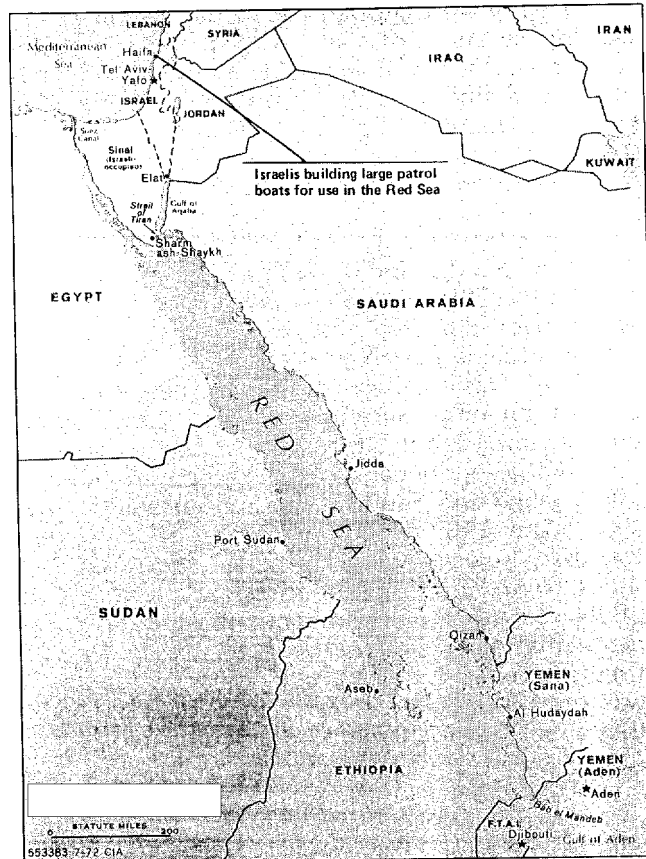 LEBANON
SYRIA
IRAN
Mediterranean
Sea
Haifa
IRAQ
Tel Aviv-
Yafo
ISRAEL
JORDAN
Suez
Canal
Sinai
(Israeli-
occupied)
KUWAIT
Elat
Israelis building large patrol
boats for use in the Red Sea
Strait
of
Tiran
Gulf of
Aqaba
Sharm
ash-Shaykh
EGYPT
SAUDI ARABIA
RED
SEA
Jidda
Port Sudan
SUDAN
Qizan
YEMEN
(Sana)
Aseb
Al Hudaydah
ETHIOPIA
YEMEN
(Aden)
Aden
Bab el Mandeb
F.T.A.I.
Djibouti
Gulf of Aden
STATUTE MILES
0 200
553383 7-72 CIA